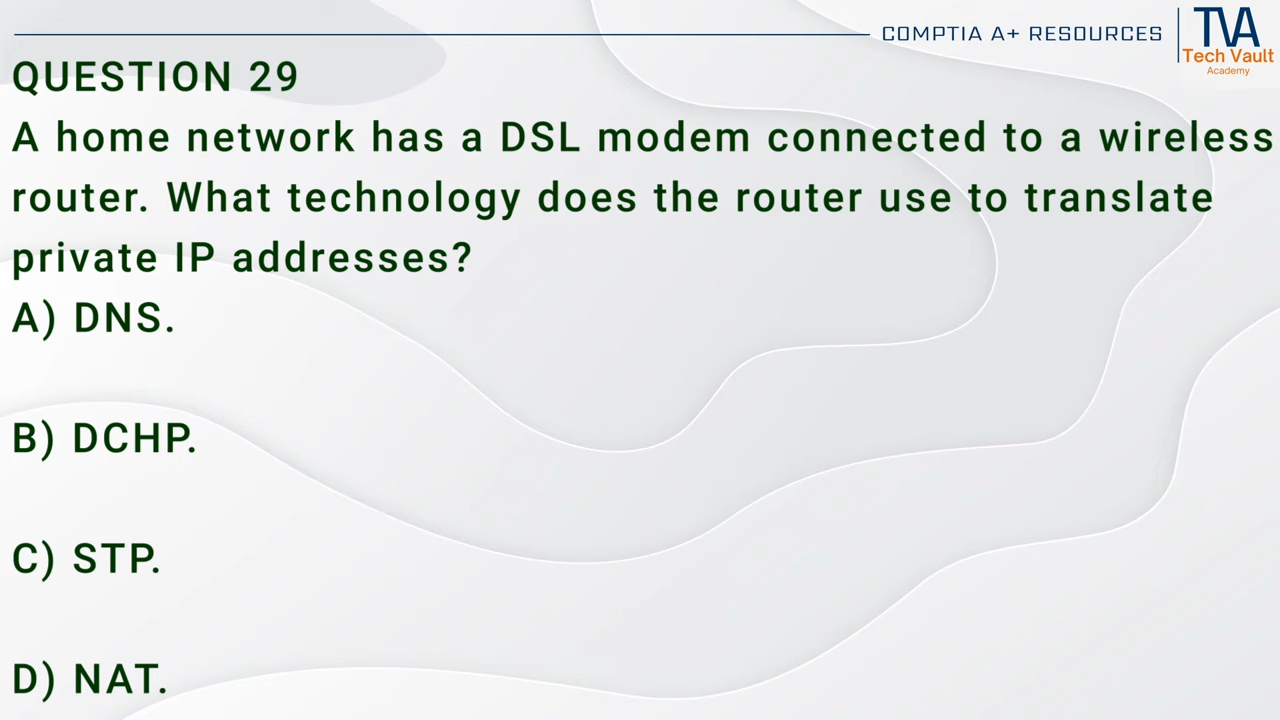 COMPTIA A+ RESOURCES
TVA
Tech Vault
Academy
QUESTION 29
A home network has a DSL modem connected to a wireless
router. What technology does the router use to translate
private IP addresses?
A) DNS.
B) DCHP.
C) STP.
D) NAT.